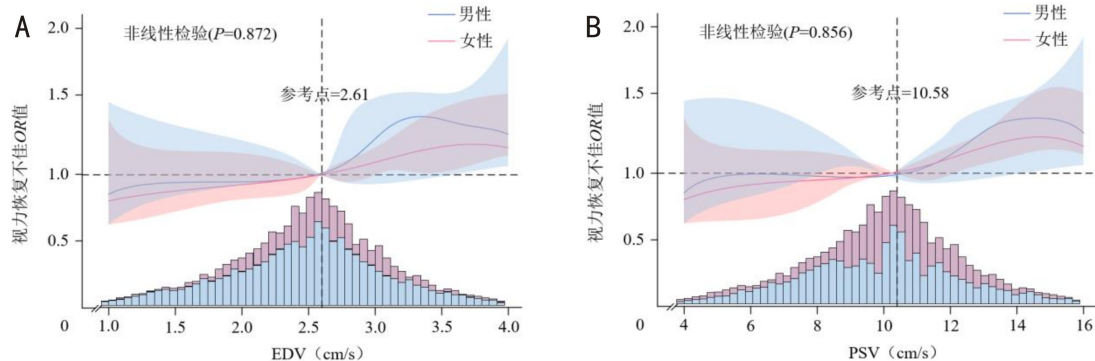 A
2.0
1.5
1.0
0.5
0
视力恢复不佳OR值
非线性检验(P=0.872)
男性
女性
参考点=2.61
1.0
1.5
2.0
2.5
3.0
3.5
4.0
EDV（cm/s）
B
2.0
1.5
1.0
0.5
0
视力恢复不佳OR值
非线性检验(P=0.856)
男性
女性
参考点=10.58
4
6
8
10
12
14
16
PSV（cm/s）